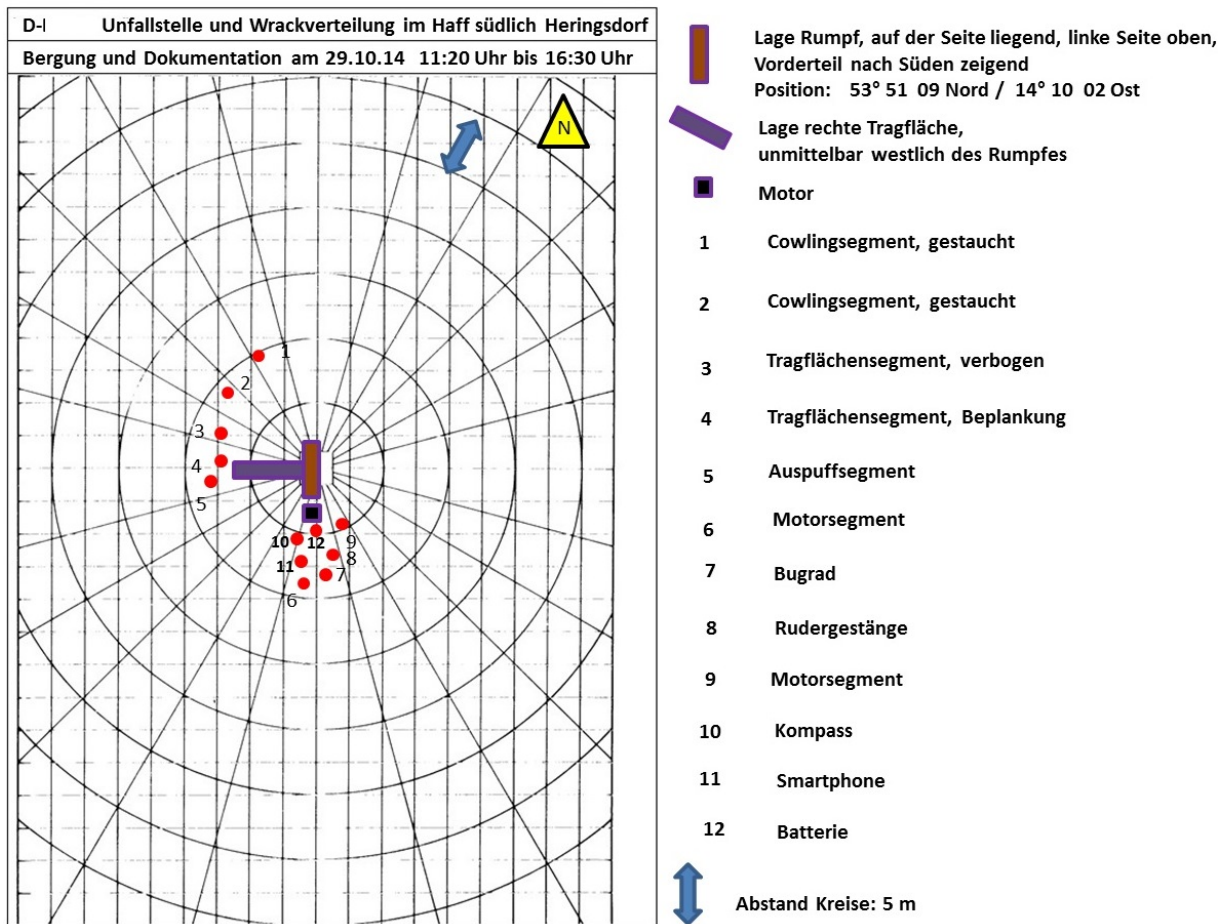 D-I Unfallstelle und Wrackverteilung im Haff südlich Heringsdorf
Bergung und Dokumentation am 29.10.14 11:20 Uhr bis 16:30 Uhr
N
1
2
3
4
5
10
12
9
11
8
7
6
Lage Rumpf, auf der Seite liegend, linke Seite oben,
Vorderteil nach Süden zeigend
Position: 53° 51 09 Nord / 14° 10 02 Ost
Lage rechte Tragfläche,
unmittelbar westlich des Rumpfes
Motor
1 Cowlingsegment, gestaucht
2 Cowlingsegment, gestaucht
3 Tragflächensegment, verbogen
4 Tragflächensegment, Beplankung
5 Auspuffsegment
6 Motorsegment
7 Bugrad
8 Rudergestänge
9 Motorsegment
10 Kompass
11 Smartphone
12 Batterie
Abstand Kreise: 5 m